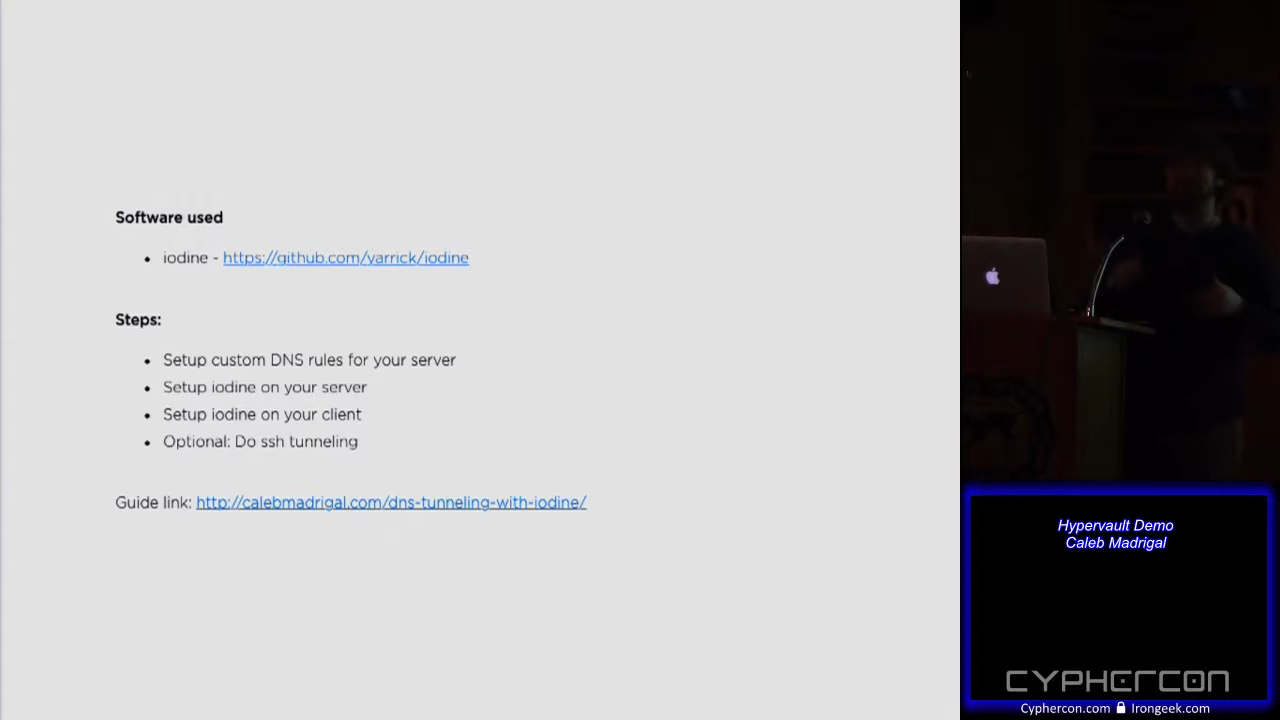 Software used
iodine - https://github.com/yarrick/iodine
Steps:
Setup custom DNS rules for your server
Setup iodine on your server
Setup iodine on your client
Optional: Do ssh tunneling
Guide link: http://calebmadrigal.com/dns-tunneling-with-iodine/
Hypervault Demo
Caleb Madrigal
CYPHERCON
Cyphercon.com Irongeek.com